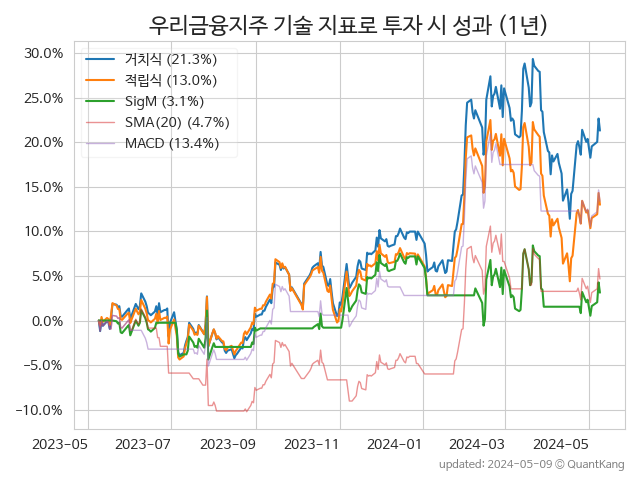 우리금융지주 기술 지표로 투자 시 성과 (1년)
30.0%
25.0%
20.0%
15.0%
10.0%
5.0%
0.0%
−5.0%
−10.0%
거치식 (21.3%)
적립식 (13.0%)
SigM (3.1%)
SMA(20) (4.7%)
MACD (13.4%)
2023-05 2023-07 2023-09 2023-11 2024-01 2024-03 2024-05
updated: 2024-05-09 © QuantKang